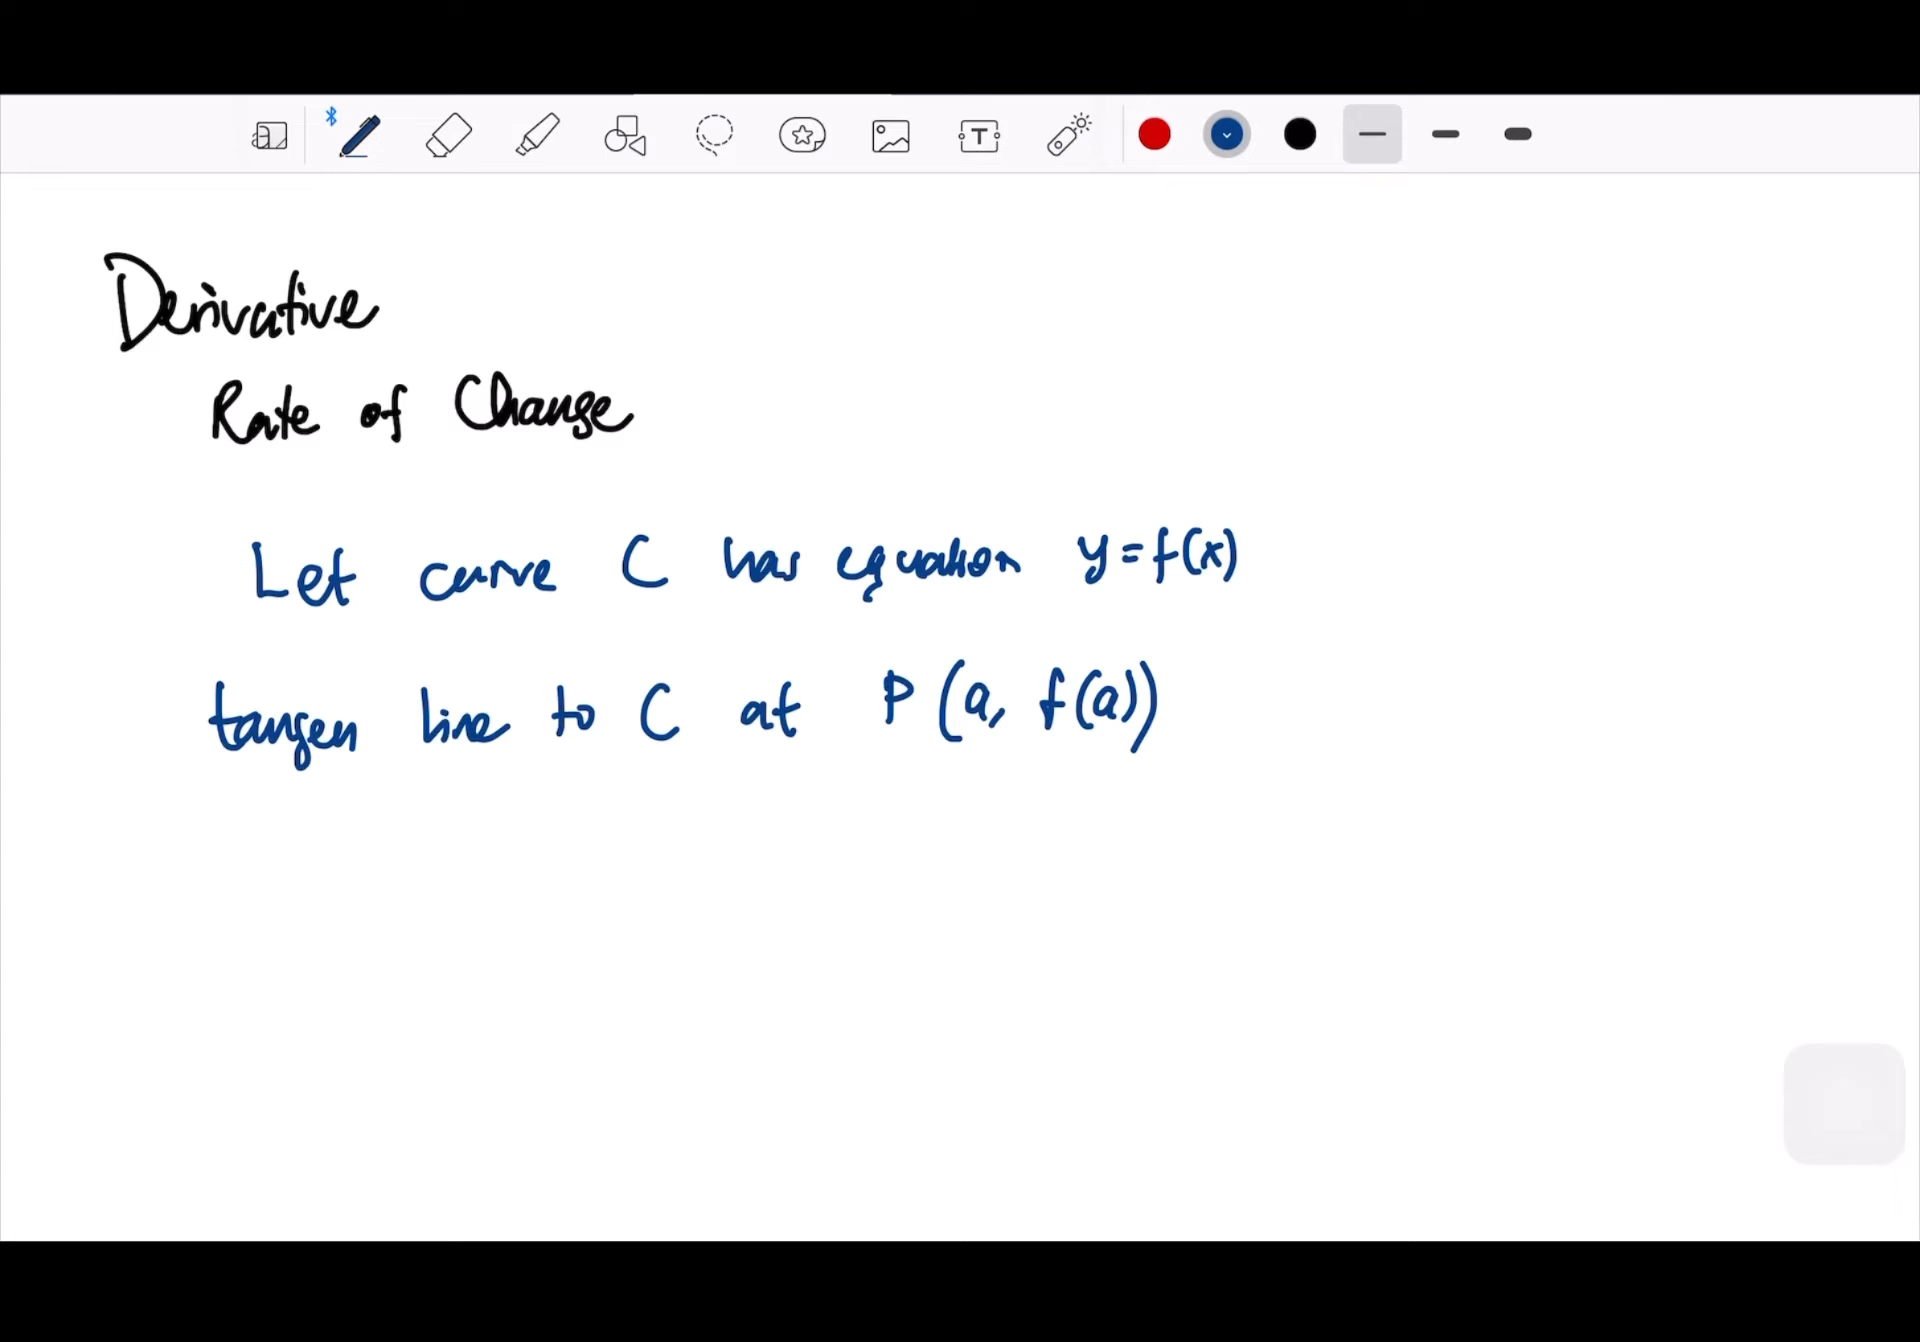 Derivative
Rate of Change
Let curve C has equation y=f(x)
tangen line to C at P(a, f(a))